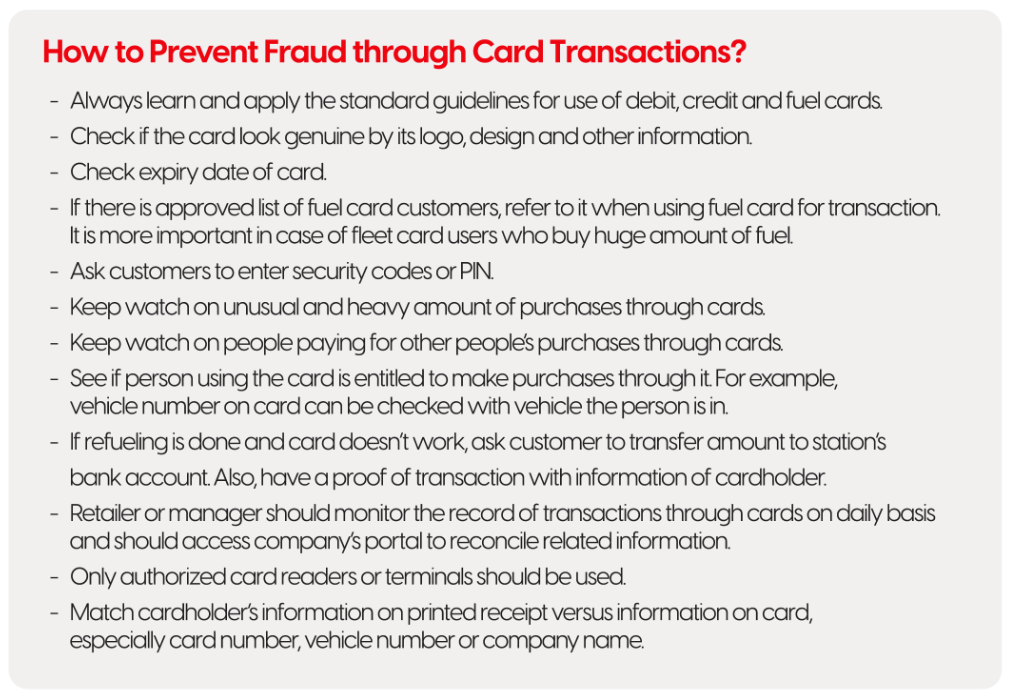 How to Prevent Fraud through Card Transactions?
- Always learn and apply the standard guidelines for use of debit, credit and fuel cards.
- Check if the card look genuine by its logo, design and other information.
- Check expiry date of card.
- If there is approved list of fuel card customers, refer to it when using fuel card for transaction.
It is more important in case of fleet card users who buy huge amount of fuel.
- Ask customers to enter security codes or PIN.
- Keep watch on unusual and heavy amount of purchases through cards.
- Keep watch on people paying for other people's purchases through cards.
- See if person using the card is entitled to make purchases through it. For example,
vehicle number on card can be checked with vehicle the person is in.
- If refueling is done and card doesn't work, ask customer to transfer amount to station's
bank account. Also, have a proof of transaction with information of cardholder.
- Retailer or manager should monitor the record of transactions through cards on daily basis
and should access company's portal to reconcile related information.
- Only authorized card readers or terminals should be used.
- Match cardholder's information on printed receipt versus information on card,
especially card number, vehicle number or company name.